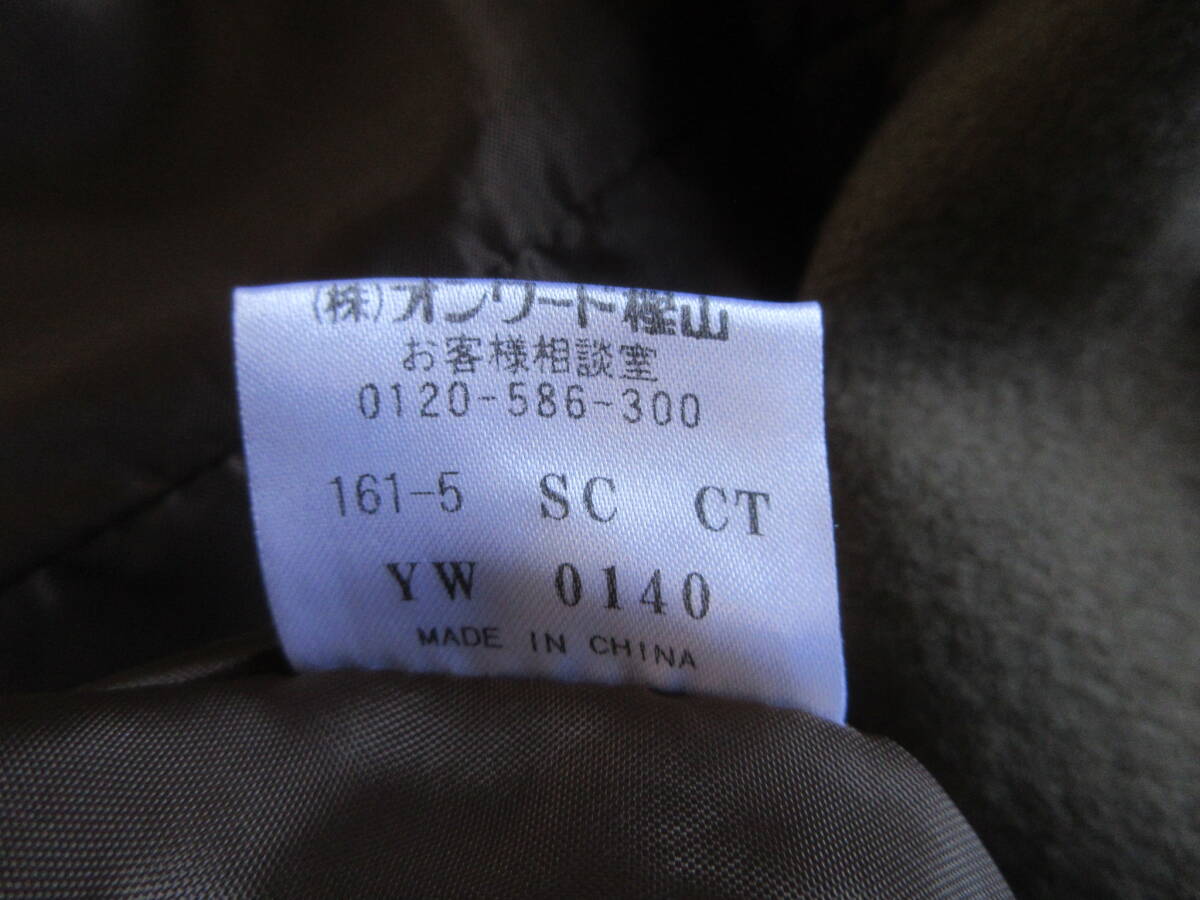 (株)オンワード樫山
お客様相談室
0120-586-300
161-5 SC CT
YW 0140
MADE IN CHINA